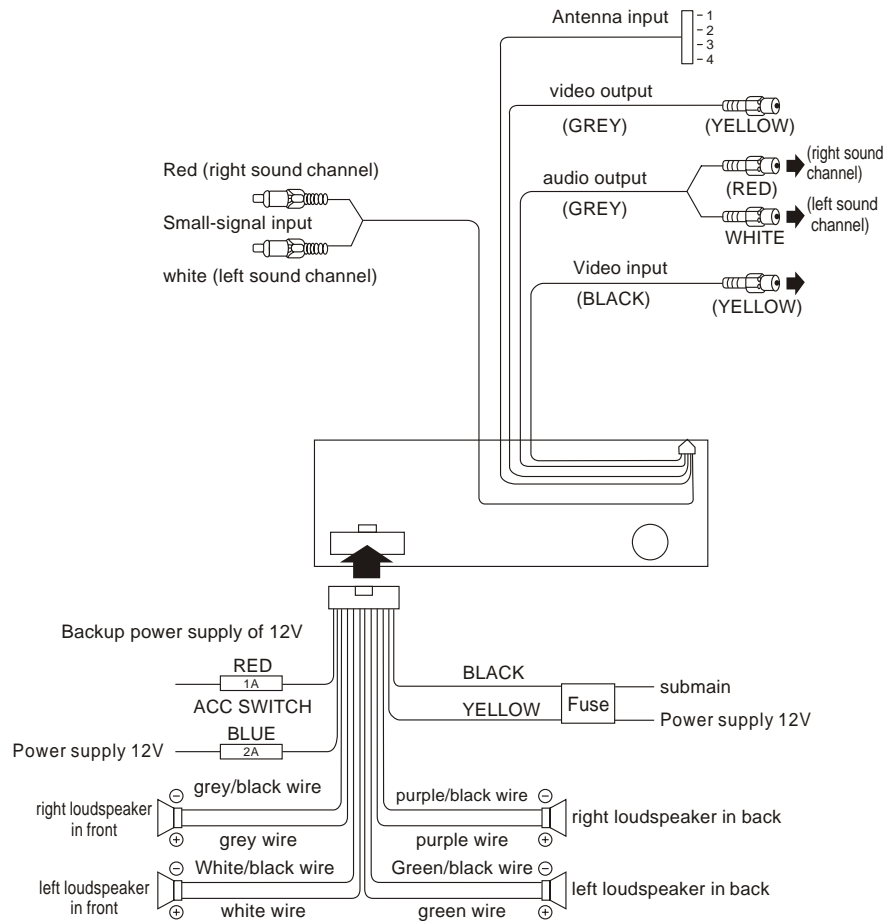 Antenna input
1
2
3
4
video output
(GREY)
(YELLOW)
Red (right sound channel)
Small-signal input
white (left sound channel)
audio output
(GREY)
(RED)
(right sound
channel)
WHITE
(left sound
channel)
Video input
(BLACK)
(YELLOW)
Backup power supply of 12V
RED
1A
ACC SWITCH
BLUE
2A
Power supply 12V
BLACK
YELLOW
Fuse
submain
Power supply 12V
grey/black wire
right loudspeaker
in front
grey wire
White/black wire
left loudspeaker
in front
white wire
purple/black wire
right loudspeaker in back
purple wire
Green/black wire
left loudspeaker in back
green wire